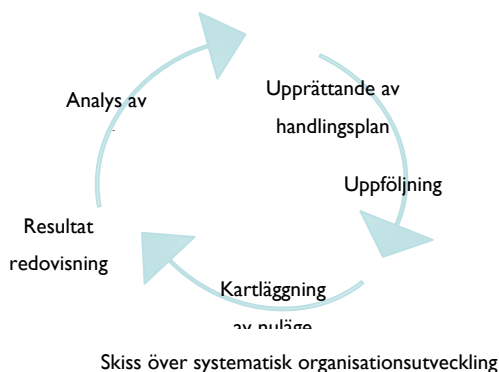 Analys av
Upprättande av
handlingsplan
Uppföljning
Resultat
redovisning
Kartläggning
av nuläge
Skiss över systematisk organisationsutveckling